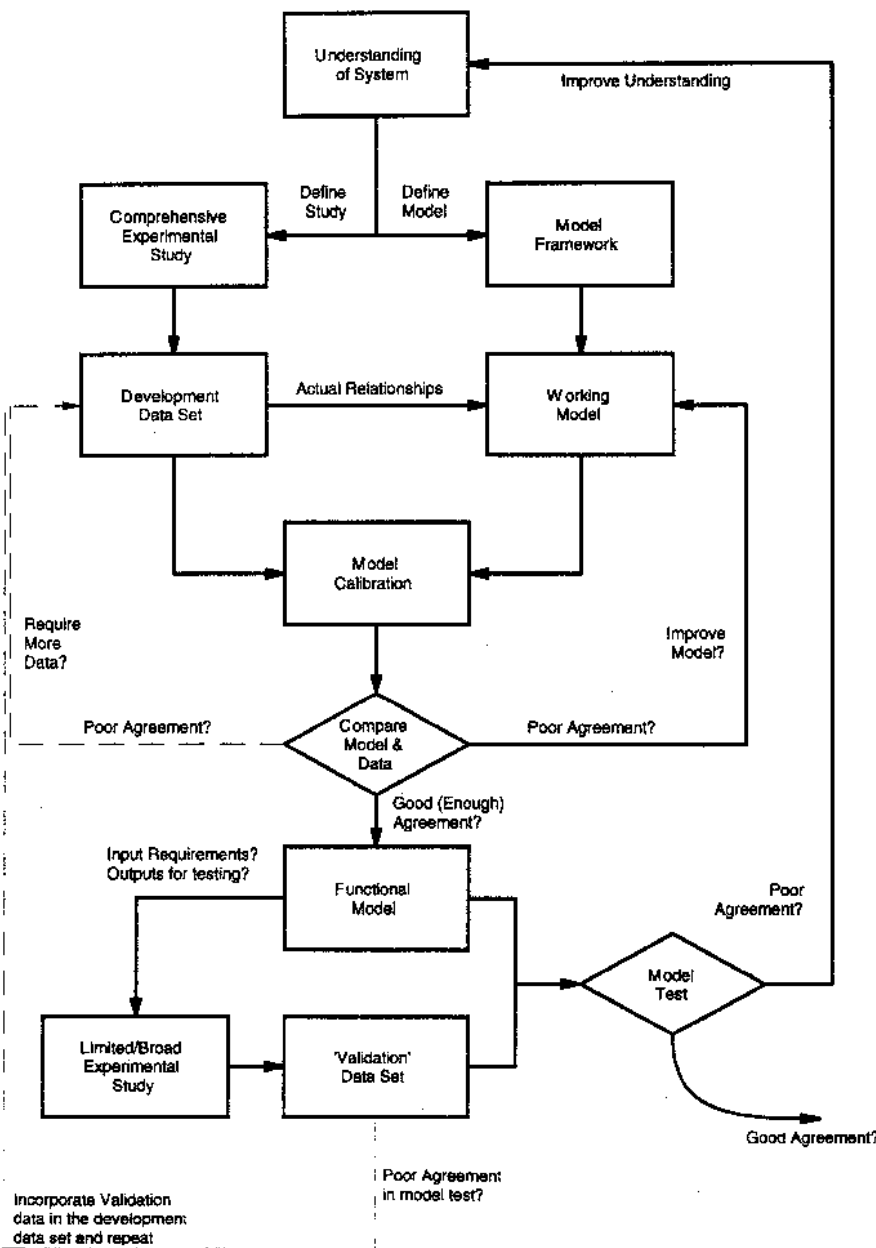 Understanding
of System
Improve Understanding
Define
Study
Define
Model
Comprehensive
Experimental
Study
Model
Framework
Development
Data Set
Actual Relationships
Working
Model
Model
Calibration
Require
More
Data?
Improve
Model?
Poor Agreement?
Compare
Model &
Data
Poor Agreement?
Good (Enough)
Agreement?
Input Requirements?
Outputs for testing?
Functional
Model
Poor
Agreement?
Model
Test
Limited/Broad
Experimental
Study
'Validation'
Data Set
Good Agreement?
Poor Agreement
in model test?
Incorporate Validation
data in the development
data set and repeat